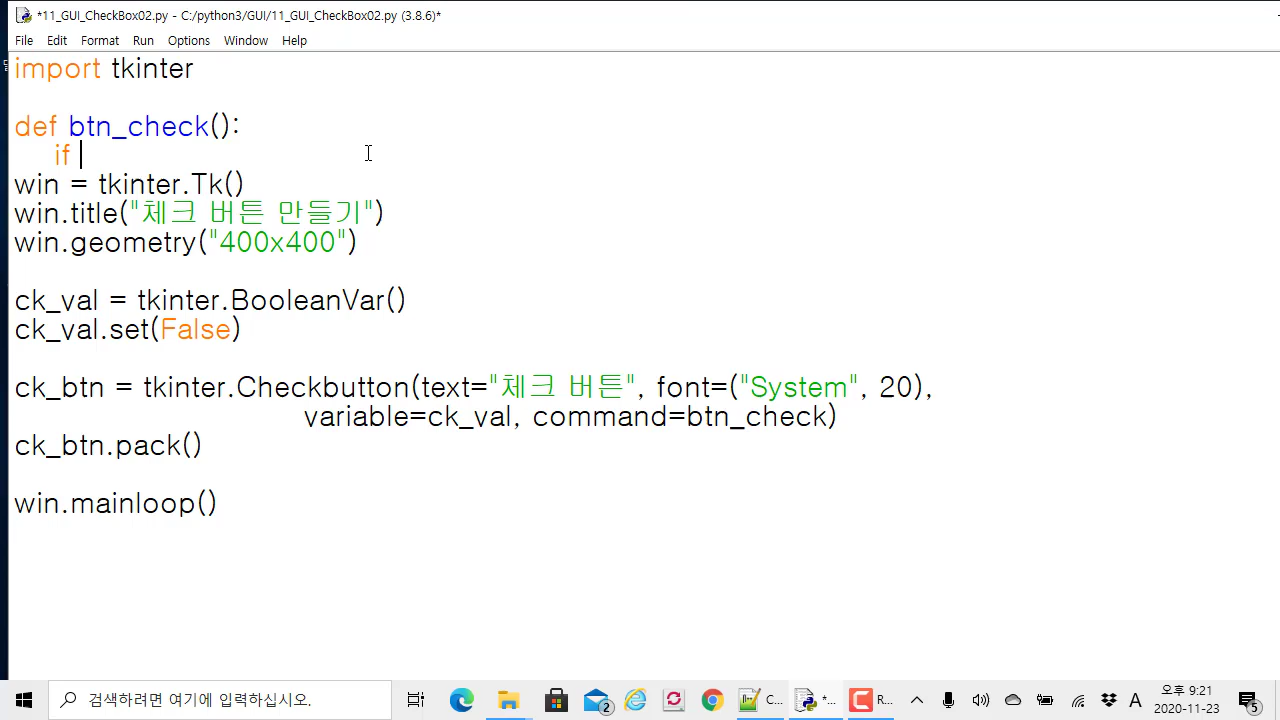 *11_GUI_CheckBox02.py - C:/python3/GUI/11_GUI_CheckBox02.py (3.8.6)*
File Edit Format Run Options Window Help
import tkinter
def btn_check():
if
win = tkinter.Tk()
win.title("체크 버튼 만들기")
win.geometry("400x400")
ck_val = tkinter.BooleanVar()
ck_val.set(False)
ck_btn = tkinter.Checkbutton(text="체크 버튼", font=("System", 20),
variable=ck_val, command=btn_check)
ck_btn.pack()
win.mainloop()
검색하려면 여기에 입력하십시오.
2
C...
*...
R...
A
오후 9:21
2020-11-23
5